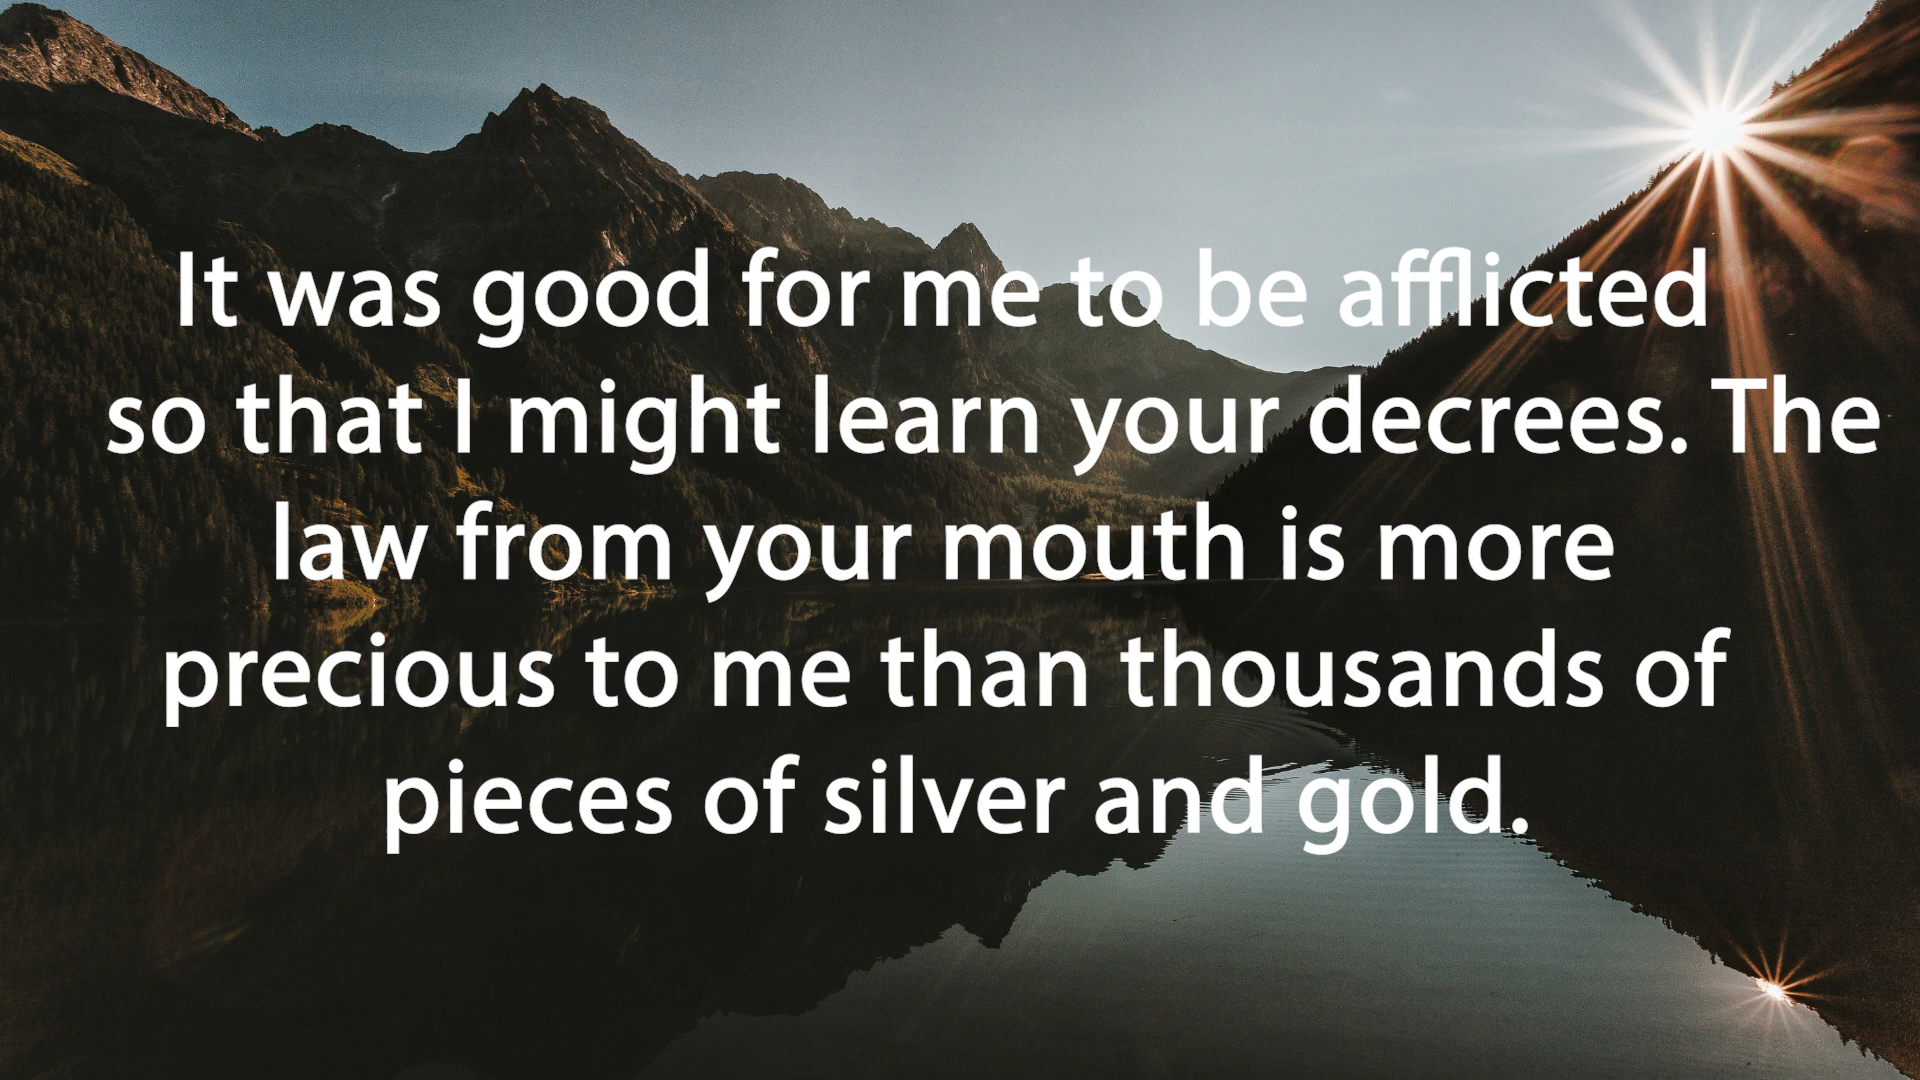 It was good for me to be afflicted
so that I might learn your decrees. The
law from your mouth is more
precious to me than thousands of
pieces of silver and gold.